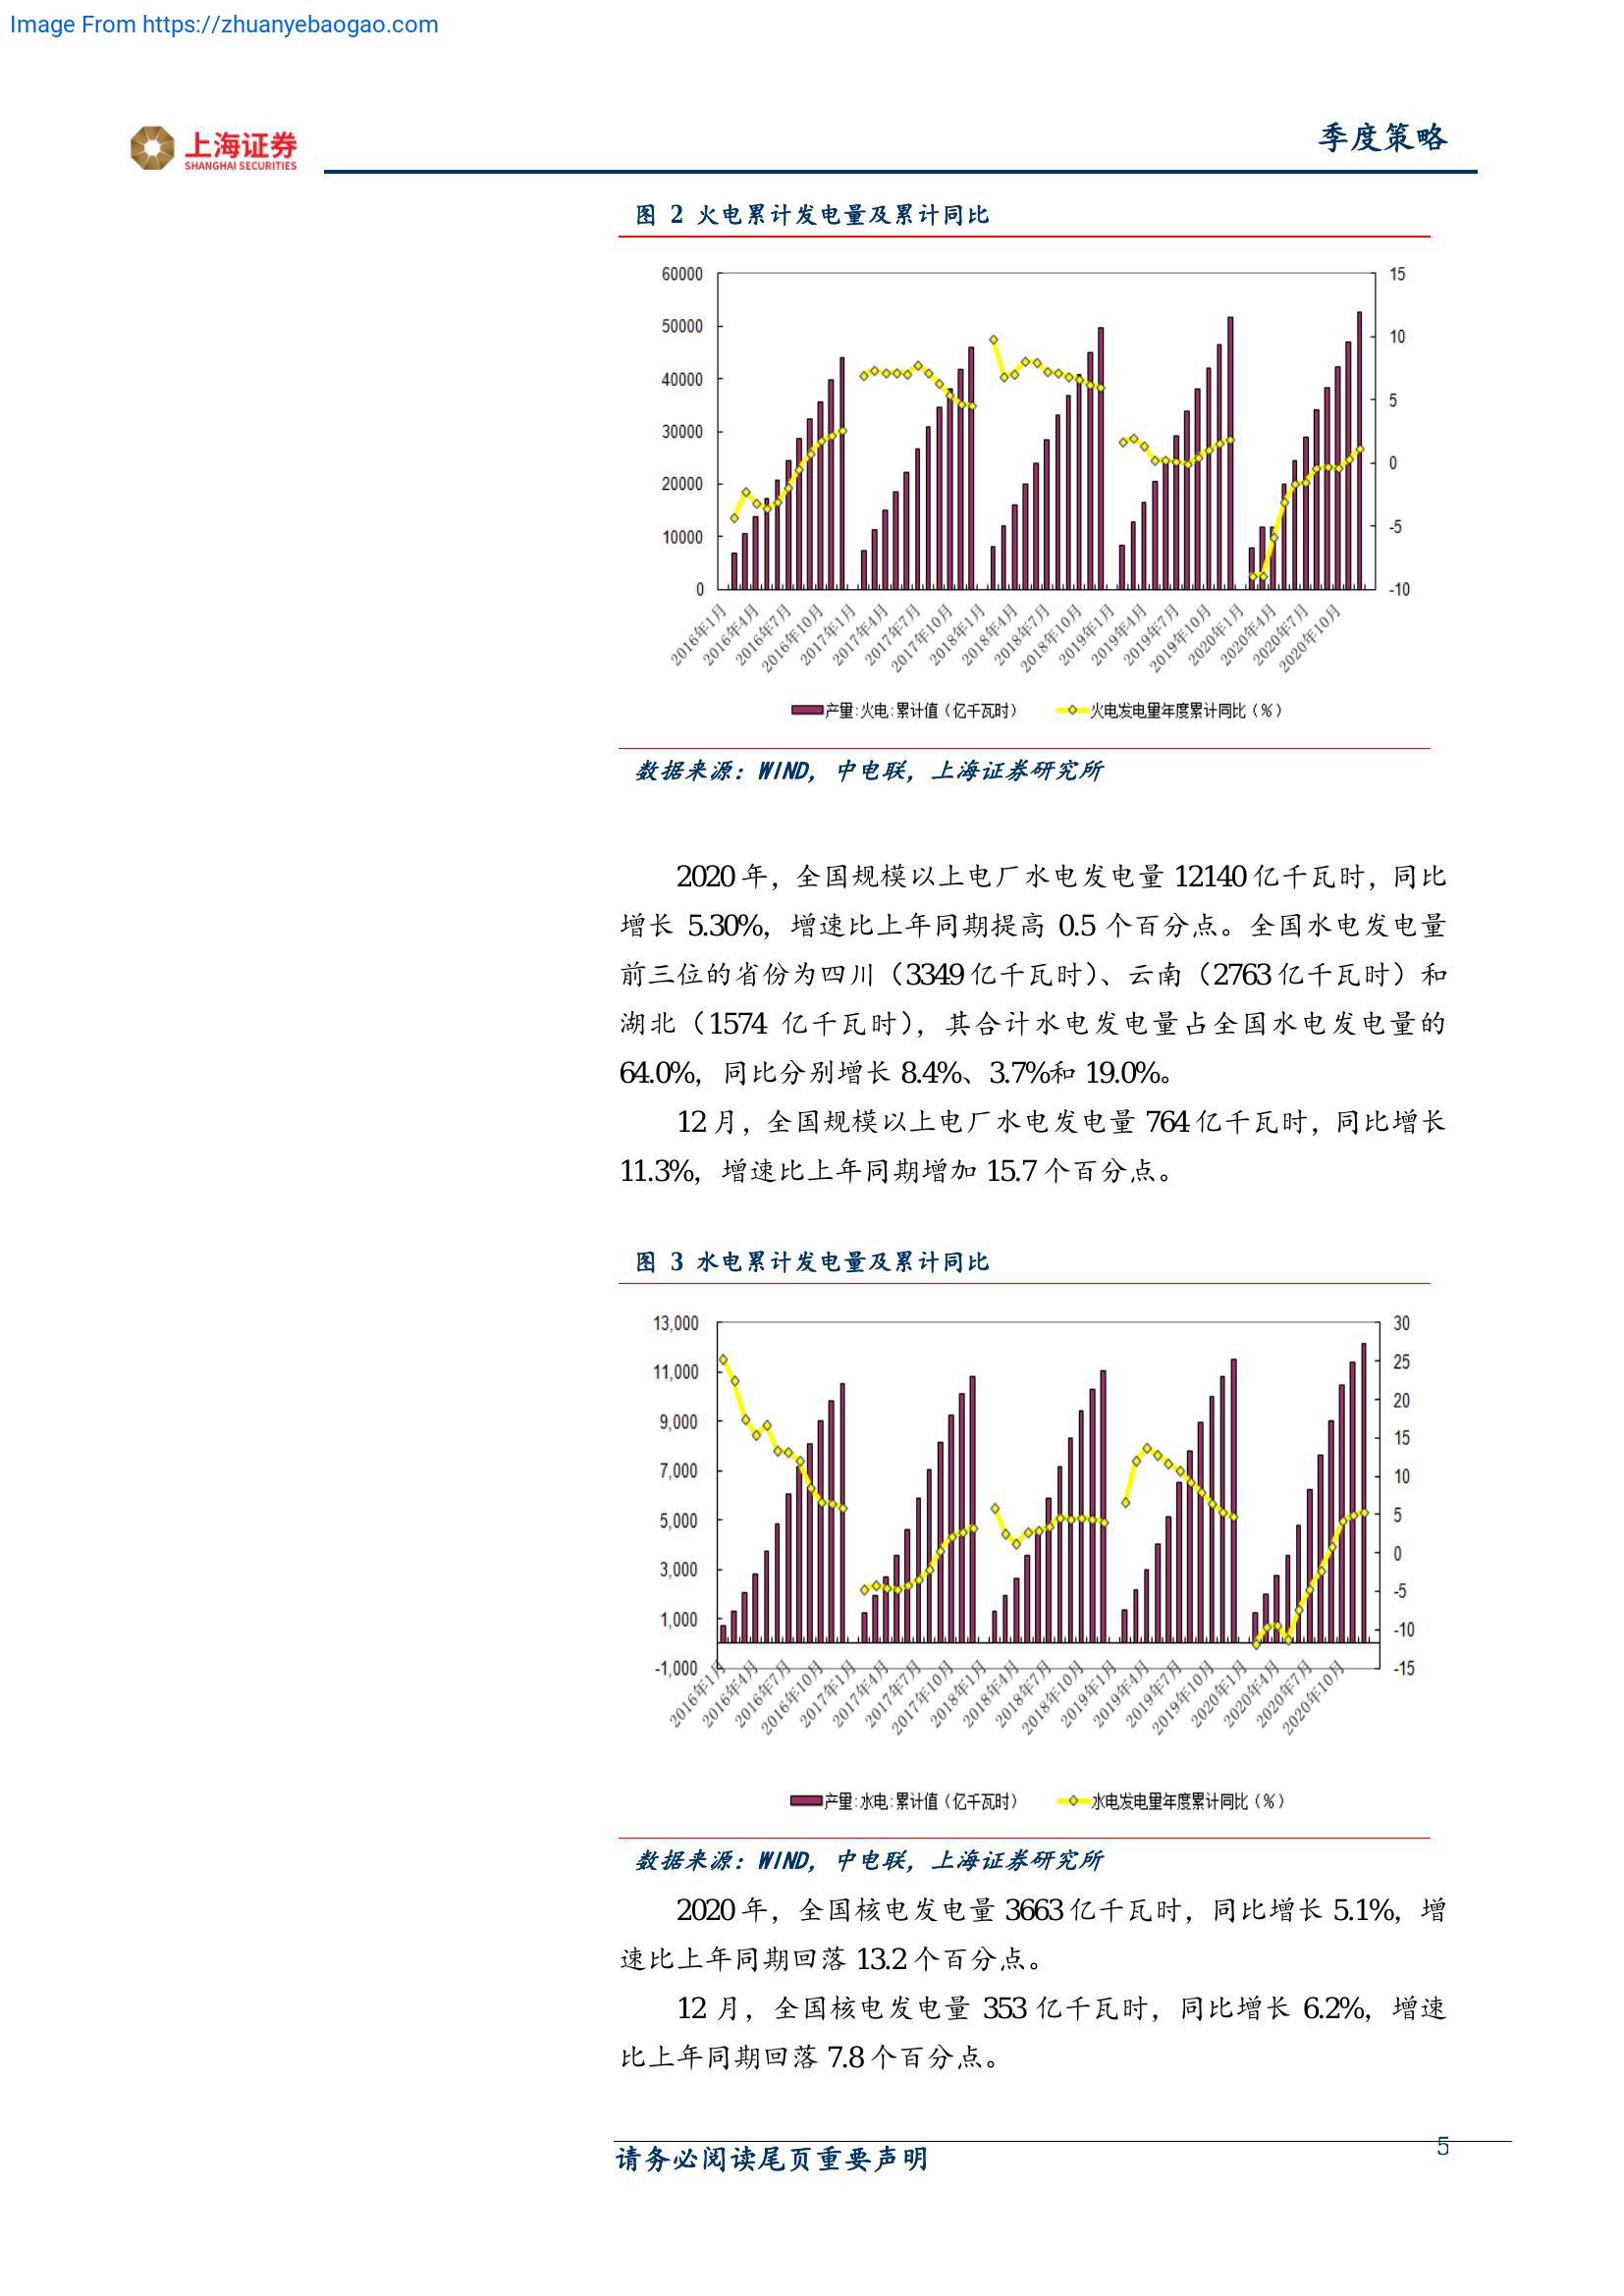 Image From https://zhuanyebaogao.com
上海证券
SHANGHAI SECURITIES
季度策略
图 2 火电累计发电量及累计同比
60000
50000
40000
30000
20000
10000
0
15
10
5
0
-5
-10
2016年1月
2016年4月
2016年7月
2016年10月
2017年1月
2017年4月
2017年7月
2017年10月
2018年1月
2018年4月
2018年7月
2018年10月
2019年1月
2019年4月
2019年7月
2019年10月
2020年1月
2020年4月
2020年7月
2020年10月
产量:火电:累计值（亿千瓦时）
火电发电量年度累计同比（%）
数据来源：WIND，中电联，上海证券研究所
2020年，全国规模以上电厂水电发电量 12140亿千瓦时，同比
增长 5.30%，增速比上年同期提高 0.5 个百分点。全国水电发电量
前三位的省份为四川（3349亿千瓦时）、云南（2763亿千瓦时）和
湖北（1574 亿千瓦时），其合计水电发电量占全国水电发电量的
64.0%，同比分别增长 8.4%、3.7%和 19.0%。
12月，全国规模以上电厂水电发电量 764亿千瓦时，同比增长
11.3%，增速比上年同期增加 15.7个百分点。
图 3 水电累计发电量及累计同比
13,000
11,000
9,000
7,000
5,000
3,000
1,000
-1,000
30
25
20
15
10
5
0
-5
-10
-15
2016年1月
2016年4月
2016年7月
2016年10月
2017年1月
2017年4月
2017年7月
2017年10月
2018年1月
2018年4月
2018年7月
2018年10月
2019年1月
2019年4月
2019年7月
2019年10月
2020年1月
2020年4月
2020年7月
2020年10月
产量:水电:累计值（亿千瓦时）
水电发电量年度累计同比（%）
数据来源：WIND，中电联，上海证券研究所
2020年，全国核电发电量 3663亿千瓦时，同比增长 5.1%，增
速比上年同期回落 13.2个百分点。
12 月，全国核电发电量 353 亿千瓦时，同比增长 6.2%，增速
比上年同期回落 7.8个百分点。
请务必阅读尾页重要声明
5